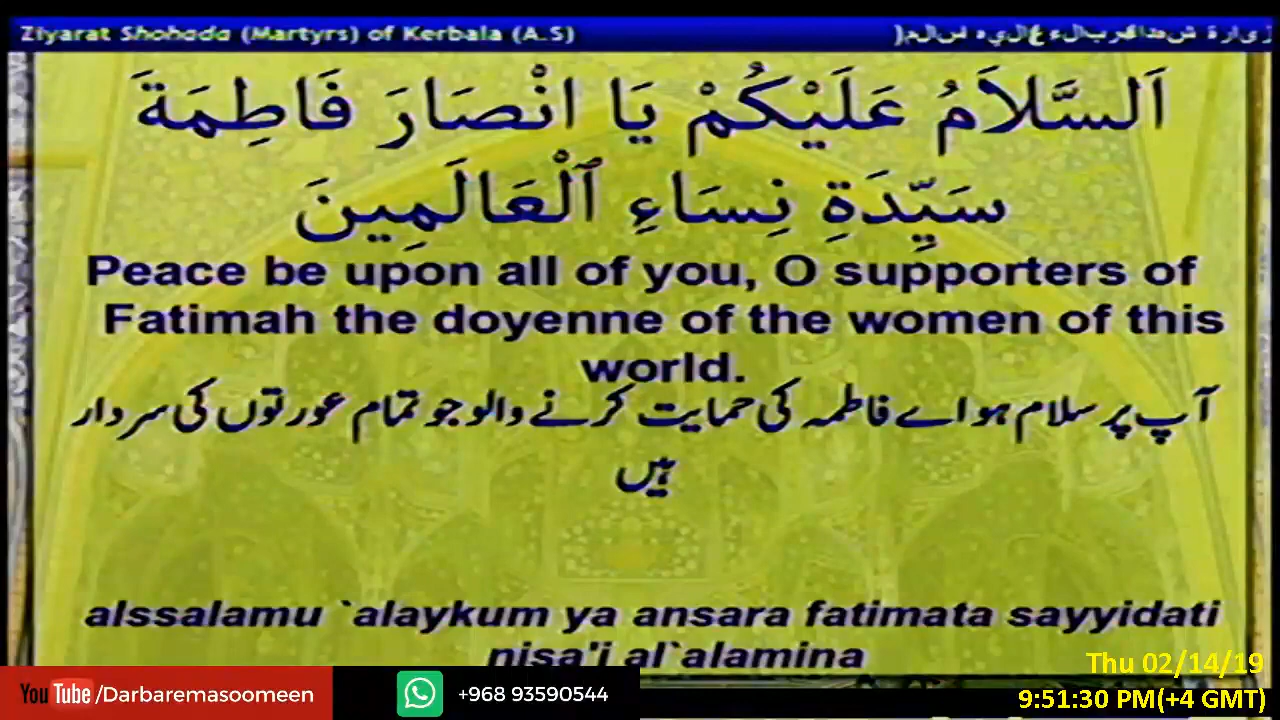 Ziyarat Shohada (Martyrs) of Kerbala (A.S)
اَلسَّلاَمُ عَلَيْكُمْ يَا انْصَارَ فَاطِمَةَ
سَيِّدَةِ نِسَاءِ ٱلْعَالَمِينَ
Peace be upon all of you, O supporters of
Fatimah the doyenne of the women of this
world.
آپ پر سلام ہو اے فاطمہ کی حمایت کرنے والو جو تمام عورتوں کی سردار
ہیں
alssalamu `alaykum ya ansara fatimata sayyidati
nisa'i al`alamina
YouTube /Darbaremasoomeen
+968 93590544
Thu 02/14/19
9:51:30 PM(+4 GMT)